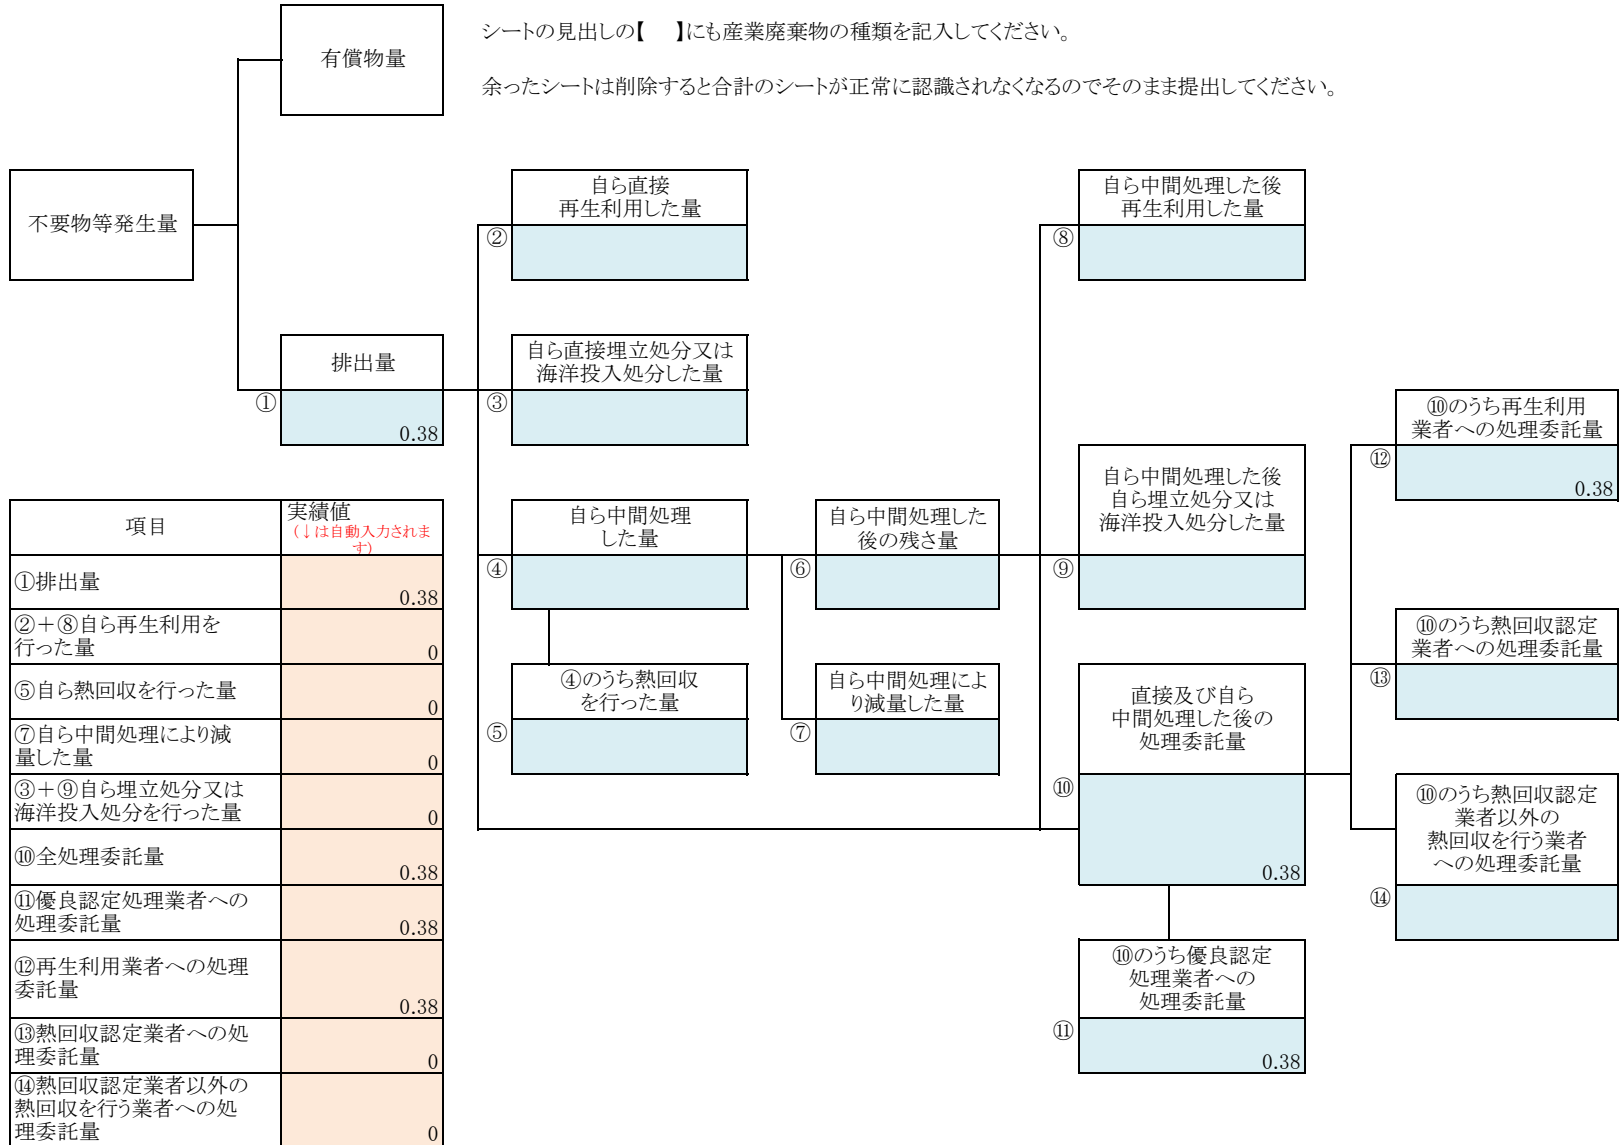 有償物量
シートの見出しの【　】にも産業廃棄物の種類を記入してください。
余ったシートは削除すると合計のシートが正常に認識されなくなるのでそのまま提出してください。
不要物等発生量
自ら直接
再生利用した量
②
自ら中間処理した後
再生利用した量
⑧
排出量
①
0.38
自ら直接埋立処分又は
海洋投入処分した量
③
⑩のうち再生利用
業者への処理委託量
⑫
0.38
自ら中間処理
した量
④
自ら中間処理した
後の残さ量
⑥
自ら中間処理した後
自ら埋立処分又は
海洋投入処分した量
⑨
⑩のうち熱回収認定
業者への処理委託量
⑬
④のうち熱回収
を行った量
⑤
自ら中間処理によ
り減量した量
⑦
直接及び自ら
中間処理した後の
処理委託量
⑩
0.38
⑩のうち熱回収認定
業者以外の
熱回収を行う業者
への処理委託量
⑭
⑩のうち優良認定
処理業者への
処理委託量
⑪
0.38
項目
実績値
（↓は自動入力されま
す）
①排出量
0.38
②＋⑧自ら再生利用を
行った量
0
⑤自ら熱回収を行った量
0
⑦自ら中間処理により減
量した量
0
③＋⑨自ら埋立処分又は
海洋投入処分を行った量
0
⑩全処理委託量
0.38
⑪優良認定処理業者への
処理委託量
0.38
⑫再生利用業者への処理
委託量
0.38
⑬熱回収認定業者への処
理委託量
0
⑭熱回収認定業者以外の
熱回収を行う業者への処
理委託量
0